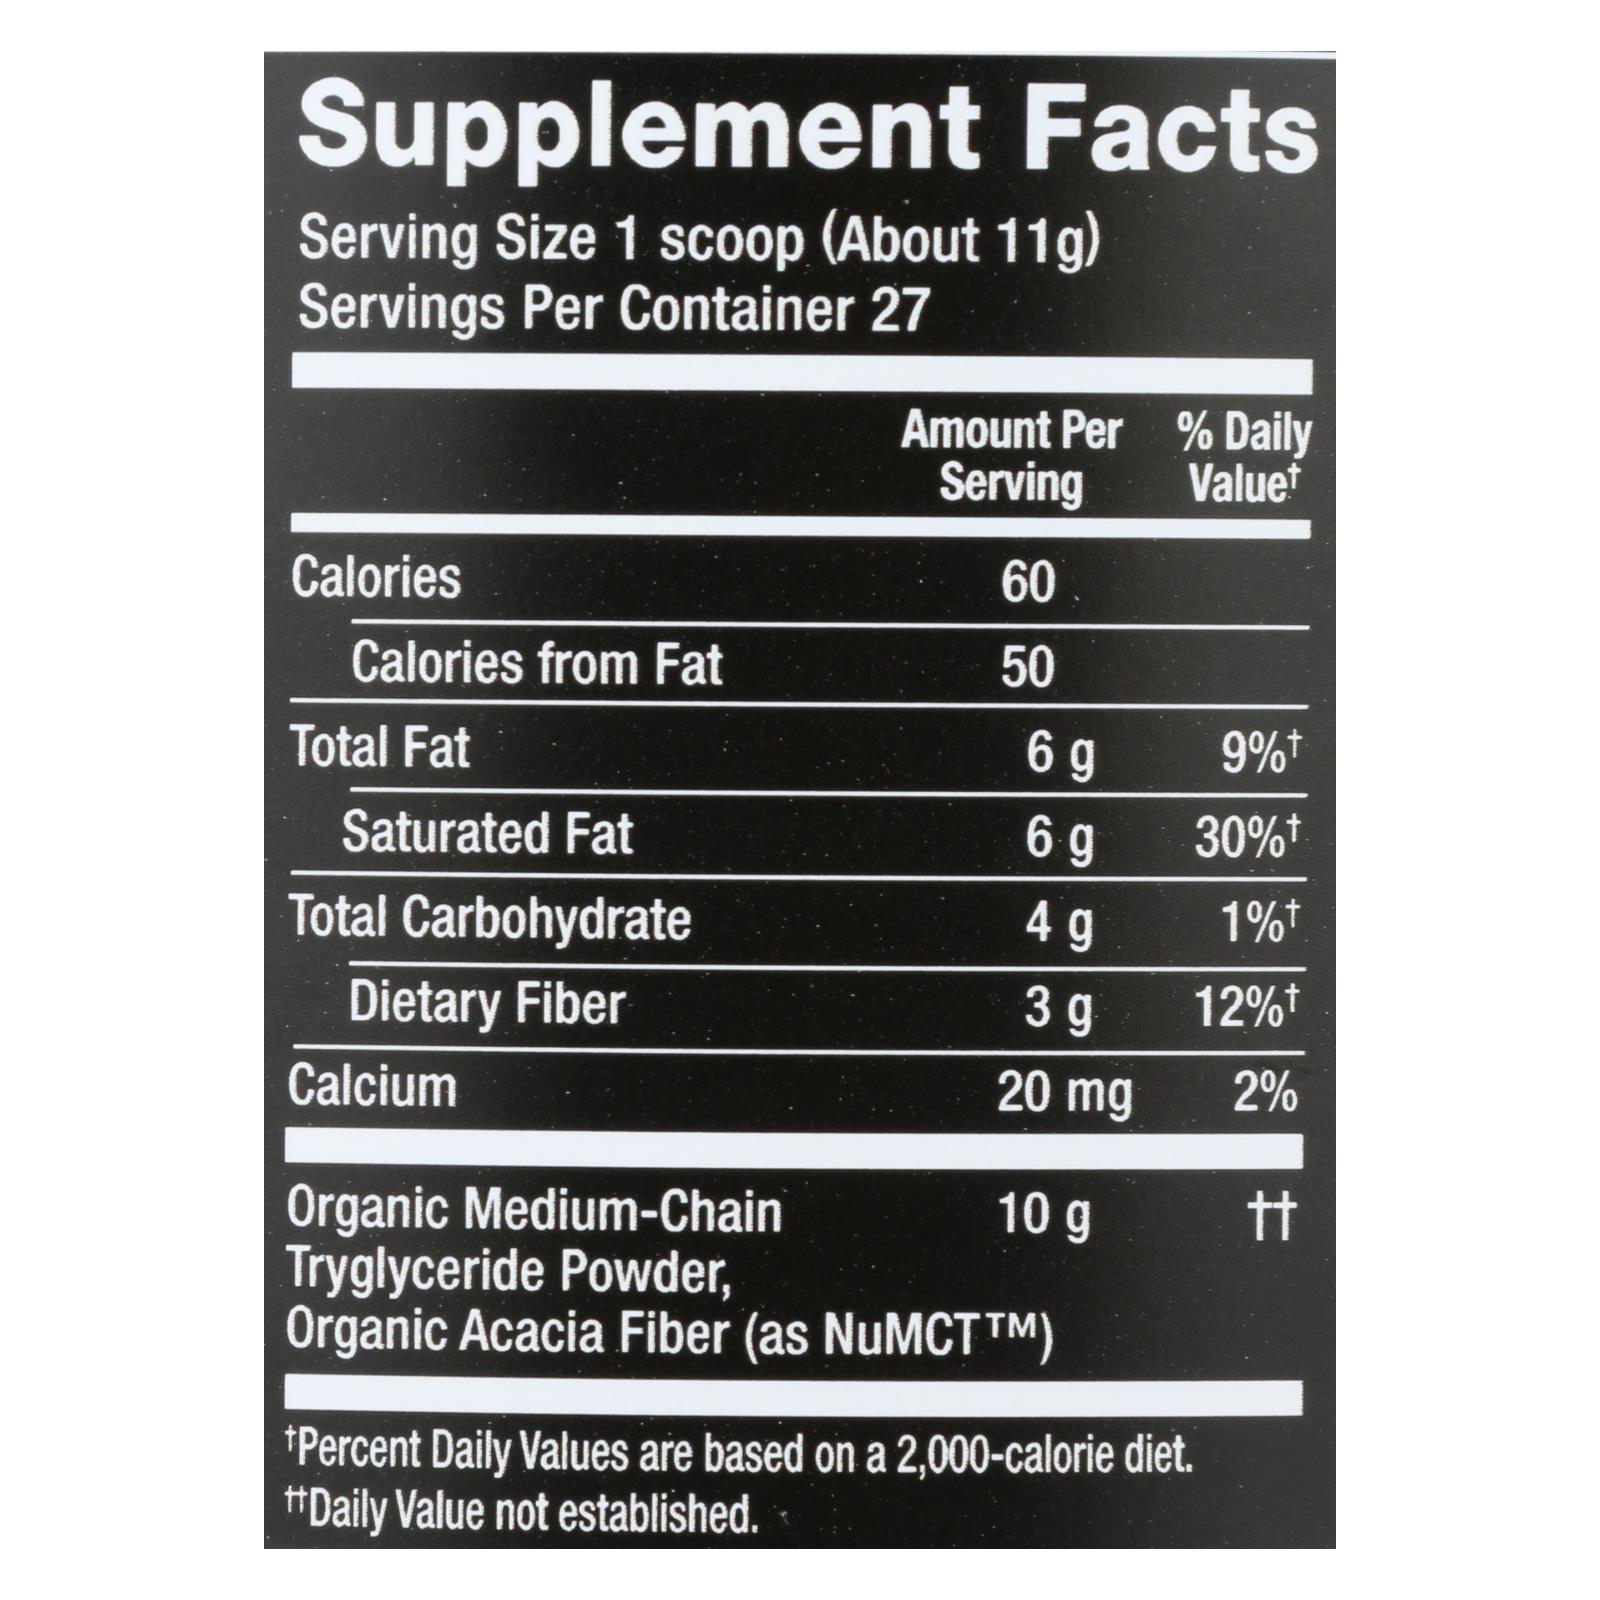 Supplement Facts
Serving Size 1 scoop (About 11g)
Servings Per Container 27
Amount Per Serving % Daily Value†
Calories 60
Calories from Fat 50
Total Fat 6 g 9%†
Saturated Fat 6 g 30%†
Total Carbohydrate 4 g 1%†
Dietary Fiber 3 g 12%†
Calcium 20 mg 2%
Organic Medium-Chain 10 g ††
Tryglyceride Powder,
Organic Acacia Fiber (as NuMCT™)
†Percent Daily Values are based on a 2,000-calorie diet.
††Daily Value not established.